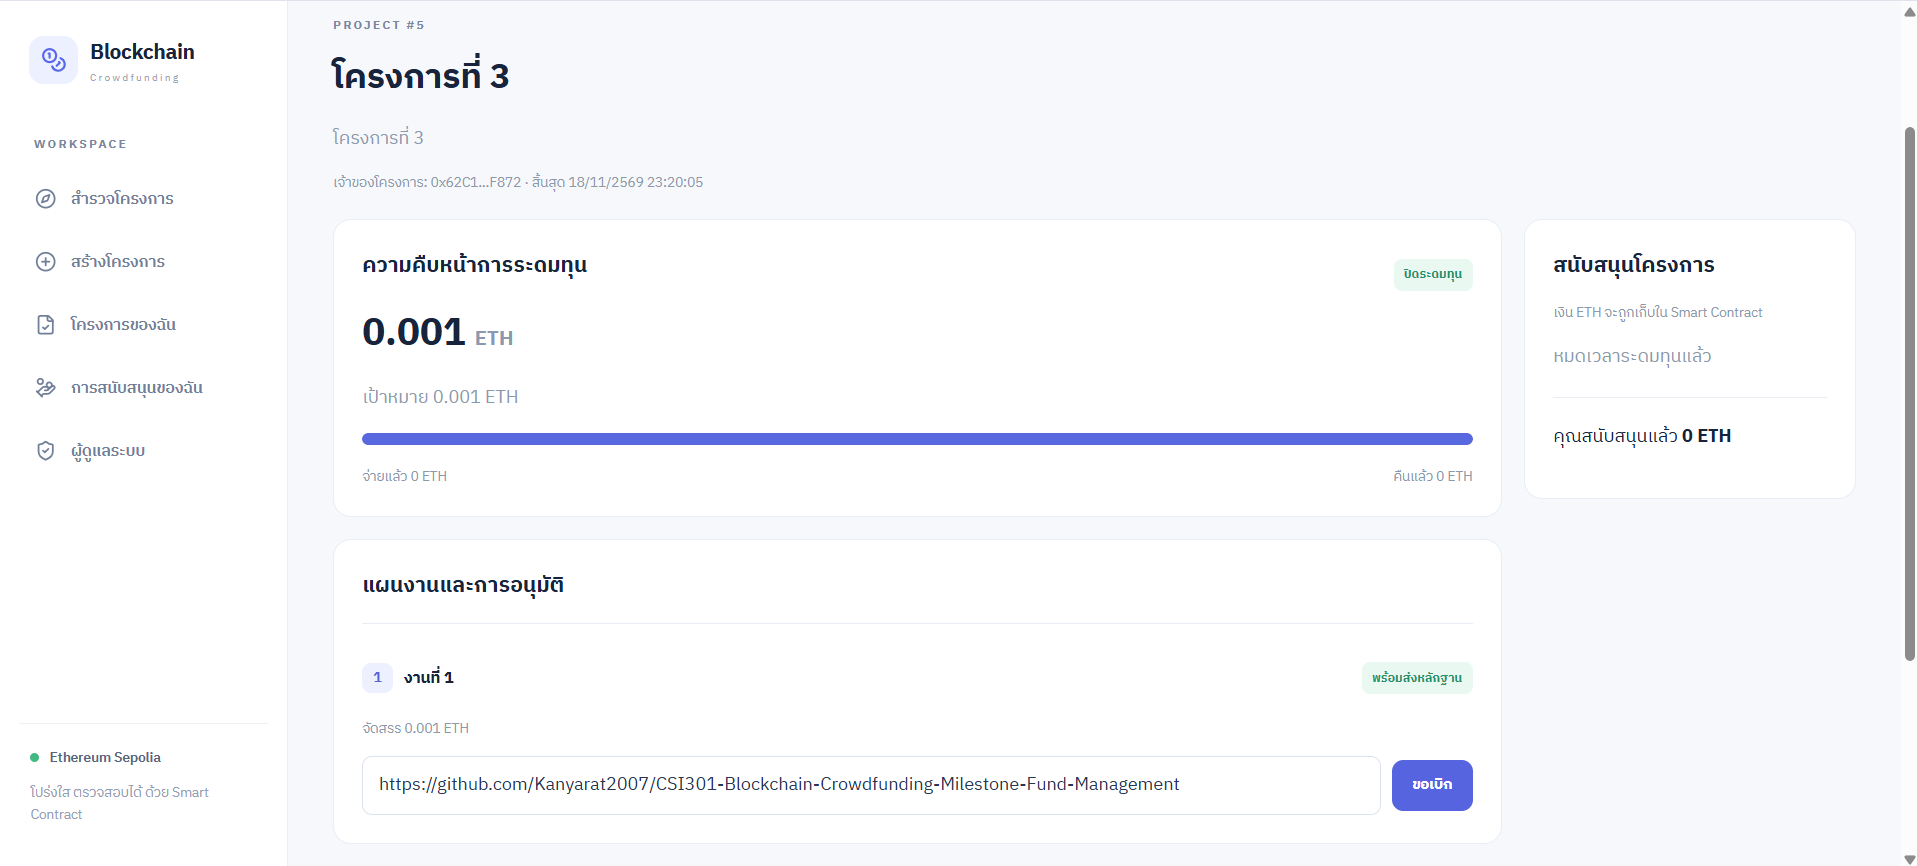 Blockchain
Crowdfunding
WORKSPACE
สำรวจโครงการ
สร้างโครงการ
โครงการของฉัน
การสนับสนุนของฉัน
ผู้ดูแลระบบ
Ethereum Sepolia
โปร่งใส ตรวจสอบได้ ด้วย Smart
Contract
PROJECT #5
โครงการที่ 3
โครงการที่ 3
เจ้าของโครงการ: 0x62C1...F872 · สิ้นสุด 18/11/2569 23:20:05
ความคืบหน้าการระดมทุน
ปิดระดมทุน
0.001 ETH
เป้าหมาย 0.001 ETH
จ่ายแล้ว 0 ETH
คืนแล้ว 0 ETH
แผนงานและการอนุมัติ
1 งานที่ 1
พร้อมส่งหลักฐาน
จัดสรร 0.001 ETH
https://github.com/Kanyarat2007/CSI301-Blockchain-Crowdfunding-Milestone-Fund-Management
ขอเบิก
สนับสนุนโครงการ
เงิน ETH จะถูกเก็บใน Smart Contract
หมดเวลาระดมทุนแล้ว
คุณสนับสนุนแล้ว 0 ETH